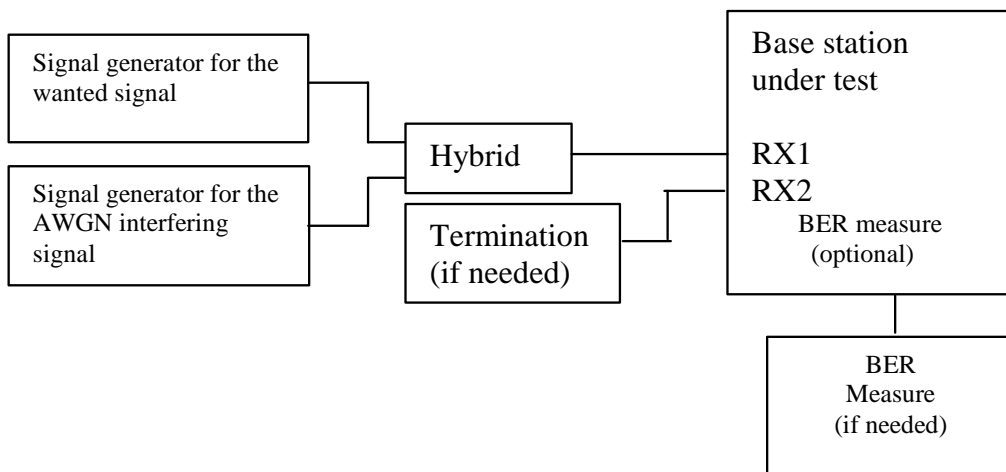 Signal generator for the
wanted signal
Signal generator for the
AWGN interfering
signal
Hybrid
Termination
(if needed)
Base station
under test
RX1
RX2
BER measure
(optional)
BER
Measure
(if needed)